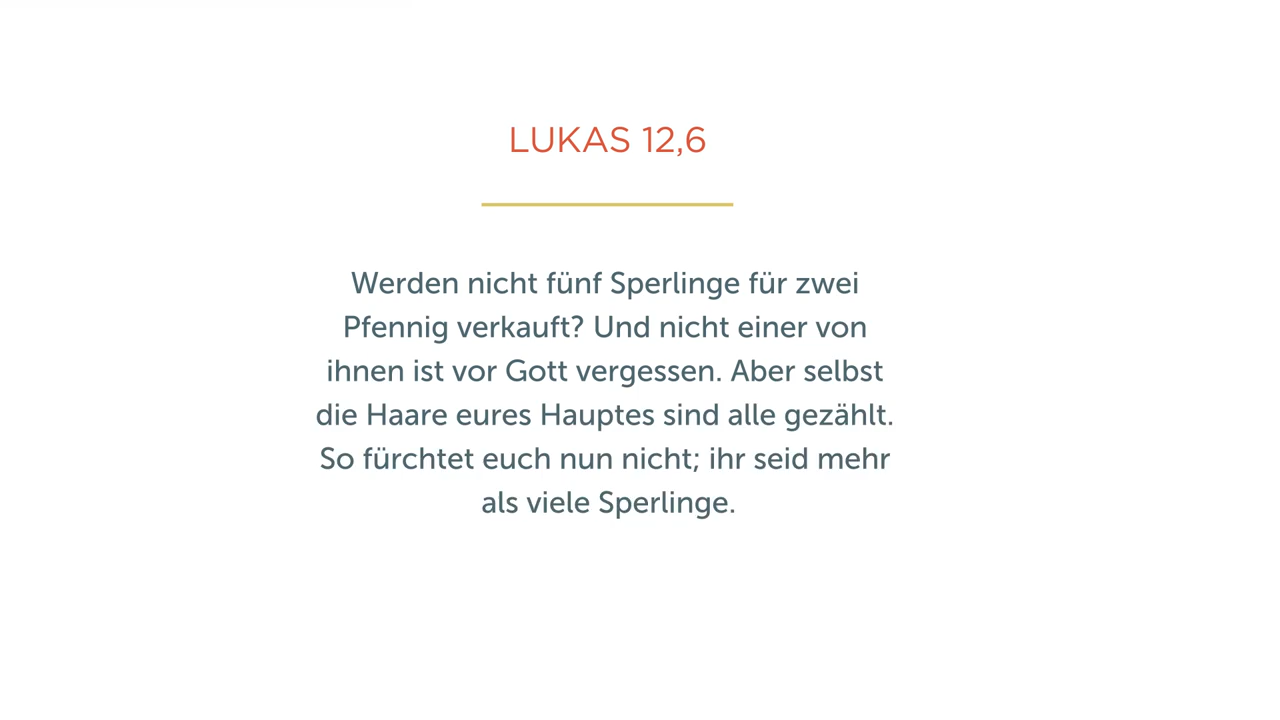 LUKAS 12,6
Werden nicht fünf Sperlinge für zwei
Pfennig verkauft? Und nicht einer von
ihnen ist vor Gott vergessen. Aber selbst
die Haare eures Hauptes sind alle gezählt.
So fürchtet euch nun nicht; ihr seid mehr
als viele Sperlinge.